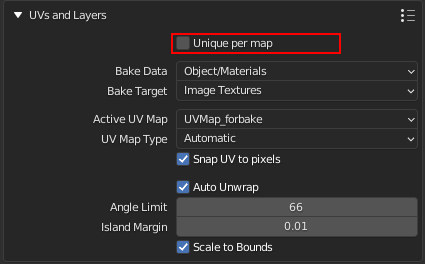 UVs and Layers
Unique per map
Bake Data Object/Materials
Bake Target Image Textures
Active UV Map UVMap_forbake
UV Map Type Automatic
Snap UV to pixels
Auto Unwrap
Angle Limit 66
Island Margin 0.01
Scale to Bounds